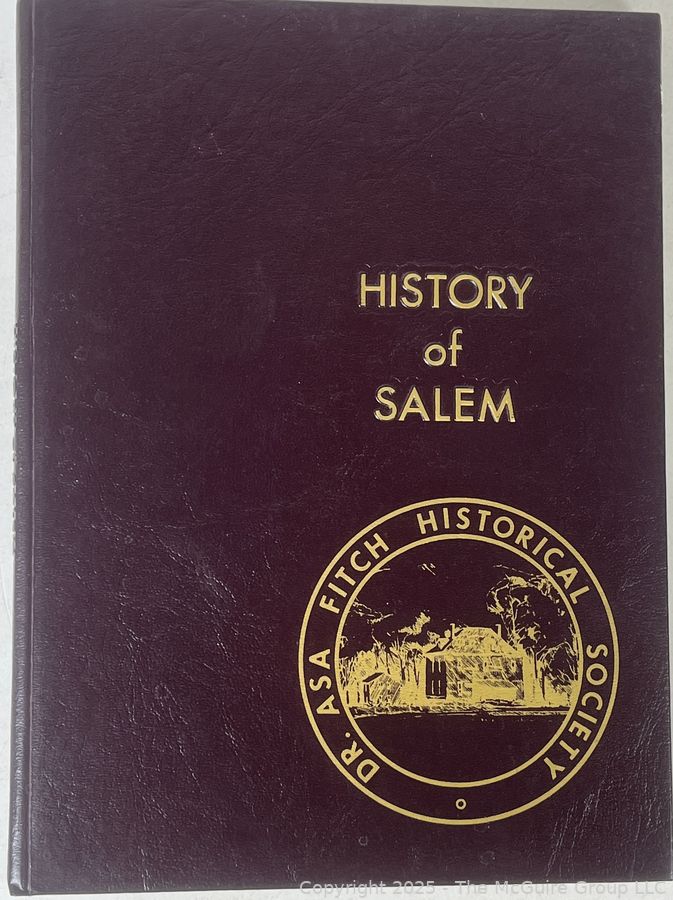 HISTORY
of
SALEM
DR. ASA FITCH HISTORICAL SOCIETY
Copyright 2025 - The McGuire Group LLC